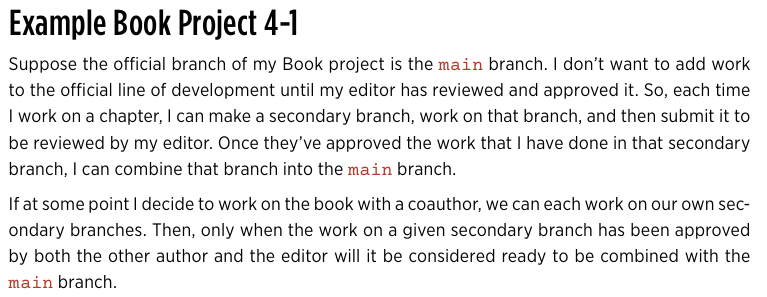 Example Book Project 4-1
Suppose the official branch of my Book project is the main branch. I don’t want to add work
to the official line of development until my editor has reviewed and approved it. So, each time
I work on a chapter, I can make a secondary branch, work on that branch, and then submit it to
be reviewed by my editor. Once they’ve approved the work that I have done in that secondary
branch, I can combine that branch into the main branch.
If at some point I decide to work on the book with a coauthor, we can each work on our own sec-
ondary branches. Then, only when the work on a given secondary branch has been approved
by both the other author and the editor will it be considered ready to be combined with the
main branch.